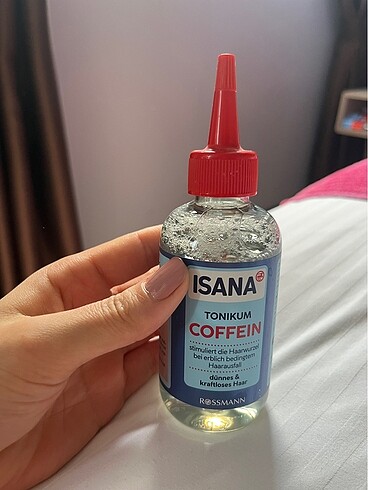 ISANA
TONIKUM
COFFEIN
stimuliert die Haarwurzel
bei erblich bedingtem
Haarausfall
dünnes &
kraftloses Haar
ROSSMANN